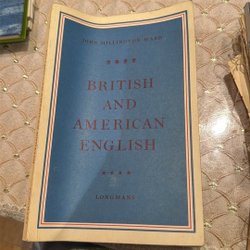 JOHN MILLINGTON WARD
★ ★ ★ ★
BRITISH
AND
AMERICAN
ENGLISH
★ ★ ★ ★
LONGMANS